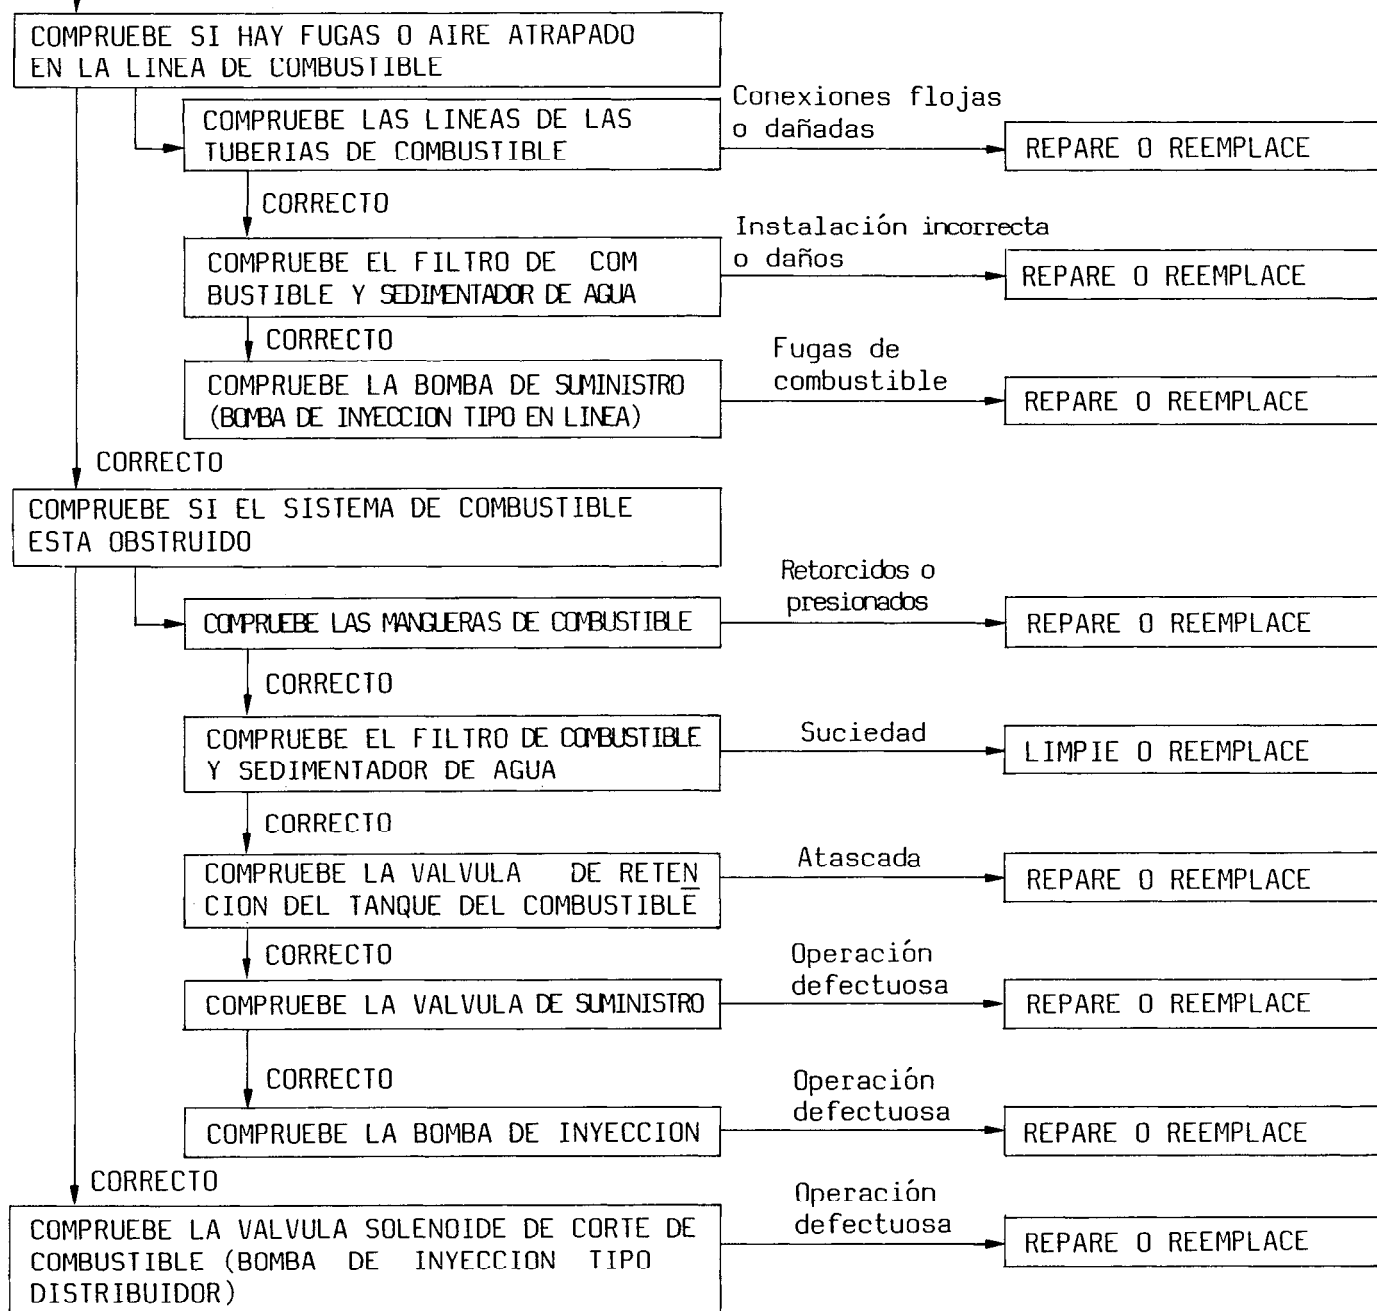 COMPRUEBE SI HAY FUGAS O AIRE ATRAPADO
EN LA LINEA DE COMBUSTIBLE
COMPRUEBE LAS LINEAS DE LAS
TUBERIAS DE COMBUSTIBLE
Conexiones flojas
o dañadas
REPARE O REEMPLACE
CORRECTO
COMPRUEBE EL FILTRO DE COM
BUSTIBLE Y SEDIMENTADOR DE AGUA
Instalación incorrecta
o daños
REPARE O REEMPLACE
CORRECTO
COMPRUEBE LA BOMBA DE SUMINISTRO
(BOMBA DE INYECCION TIPO EN LINEA)
Fugas de
combustible
REPARE O REEMPLACE
CORRECTO
COMPRUEBE SI EL SISTEMA DE COMBUSTIBLE
ESTA OBSTRUIDO
COMPRUEBE LAS MANGUERAS DE COMBUSTIBLE
Retorcidos o
presionados
REPARE O REEMPLACE
CORRECTO
COMPRUEBE EL FILTRO DE COMBUSTIBLE
Y SEDIMENTADOR DE AGUA
Suciedad
LIMPIE O REEMPLACE
CORRECTO
COMPRUEBE LA VALVULA DE RETEN
CION DEL TANQUE DEL COMBUSTIBLE
Atascada
REPARE O REEMPLACE
CORRECTO
COMPRUEBE LA VALVULA DE SUMINISTRO
Operación
defectuosa
REPARE O REEMPLACE
CORRECTO
COMPRUEBE LA BOMBA DE INYECCION
Operación
defectuosa
REPARE O REEMPLACE
CORRECTO
COMPRUEBE LA VALVULA SOLENOIDE DE CORTE DE
COMBUSTIBLE (BOMBA DE INYECCION TIPO
DISTRIBUIDOR)
Operación
defectuosa
REPARE O REEMPLACE